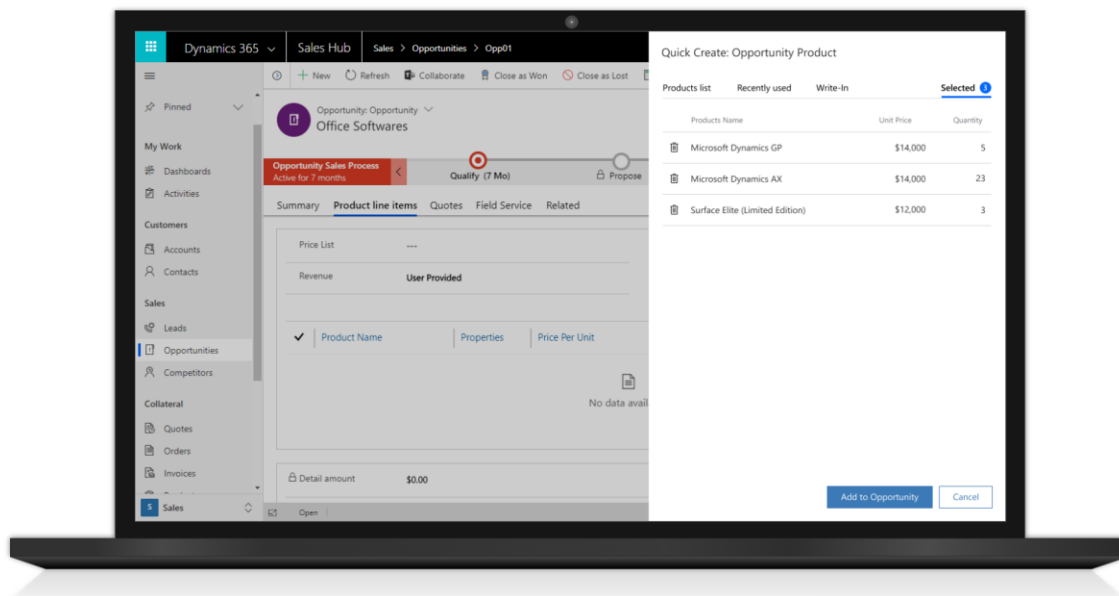 Dynamics 365 Sales Hub Sales > Opportunities > Opp01
New Refresh Collaborate Close as Won Close as Lost
Pinned
My Work
Dashboards
Activities
Customers
Accounts
Contacts
Sales
Leads
Opportunities
Competitors
Collateral
Quotes
Orders
Invoices
S Sales
Opportunity: Opportunity
Office Softwares
Opportunity Sales Process
Active for 7 months
Qualify (7 Mo)
Propose
Summary Product line items Quotes Field Service Related
Price List ---
Revenue User Provided
Product Name Properties Price Per Unit
No data avail
Detail amount $0.00
Open
Quick Create: Opportunity Product
Products list Recently used Write-In Selected 3
Products Name Unit Price Quantity
Microsoft Dynamics GP $14,000 5
Microsoft Dynamics AX $14,000 23
Surface Elite (Limited Edition) $12,000 3
Add to Opportunity Cancel